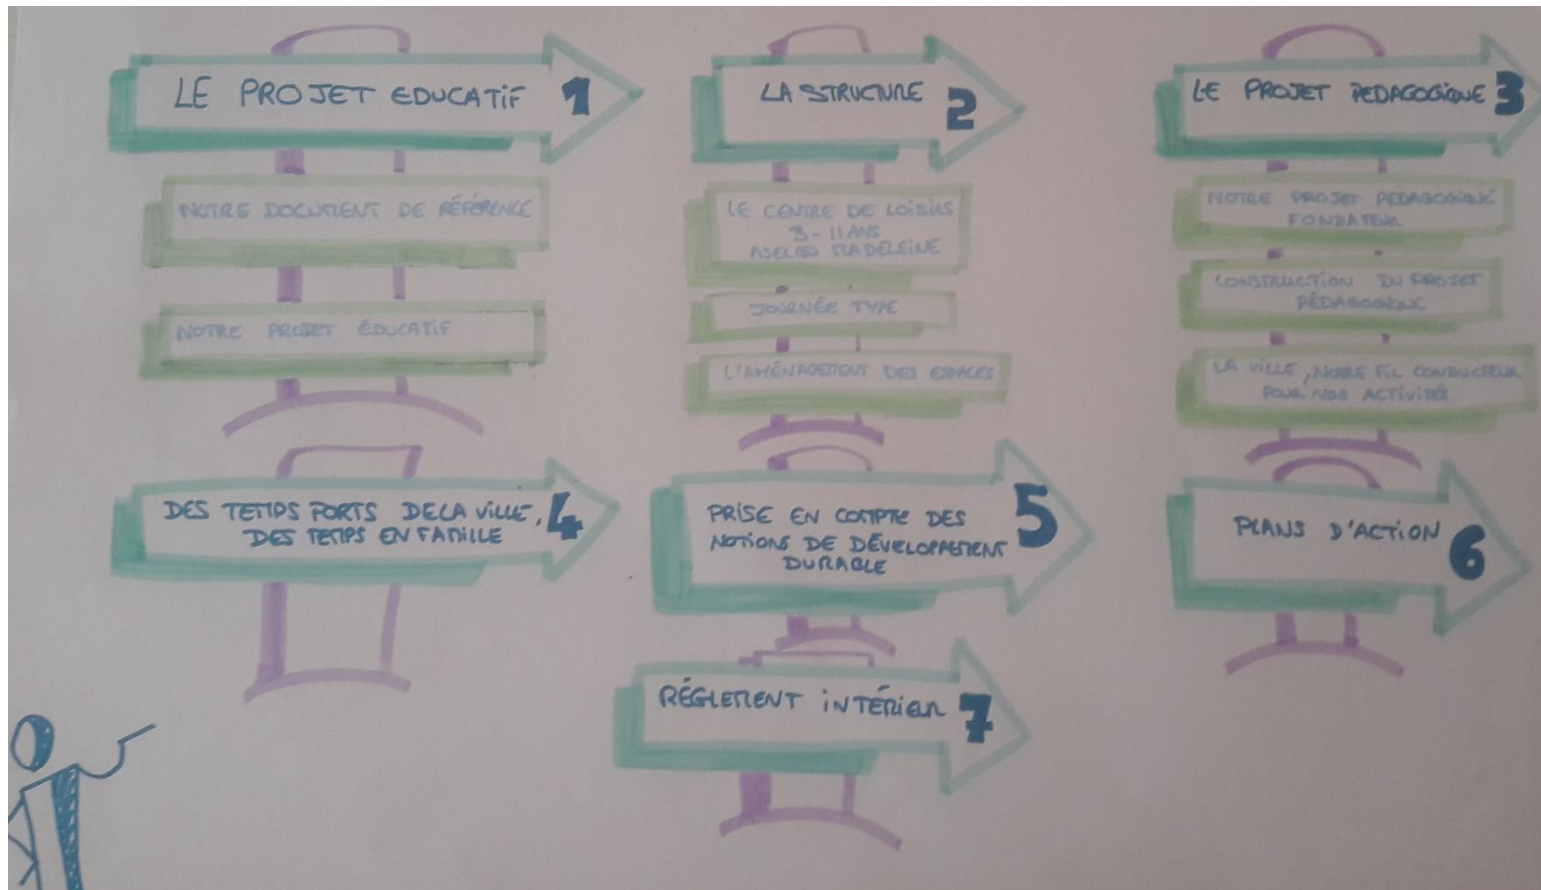 LE PROJET EDUCATIF 1
NOTRE DOCUMENT DE RÉFÉRENCE
NOTRE PROJET ÉDUCATIF
LA STRUCTURE 2
LE CENTRE DE LOISIRS
3-11 ANS
ASELQO MADELEINE
JOURNÉE TYPE
L'AMÉNAGEMENT DES ESPACES
LE PROJET PEDAGOGIQUE 3
NOTRE PROJET PÉDAGOGIQUE
FONDATEUR
CONSTRUCTION DU PROJET
PÉDAGOGIQUE
LA VILLE, NOTRE FIL CONDUCTEUR
POUR NOS ACTIVITÉS
DES TEMPS FORTS DE LA VILLE, 4
DES TEMPS EN FAMILLE
PRISE EN COMPTE DES 5
NOTIONS DE DÉVELOPPEMENT
DURABLE
PLANS D'ACTION 6
RÉGLEMENT INTÉRIEUR 7